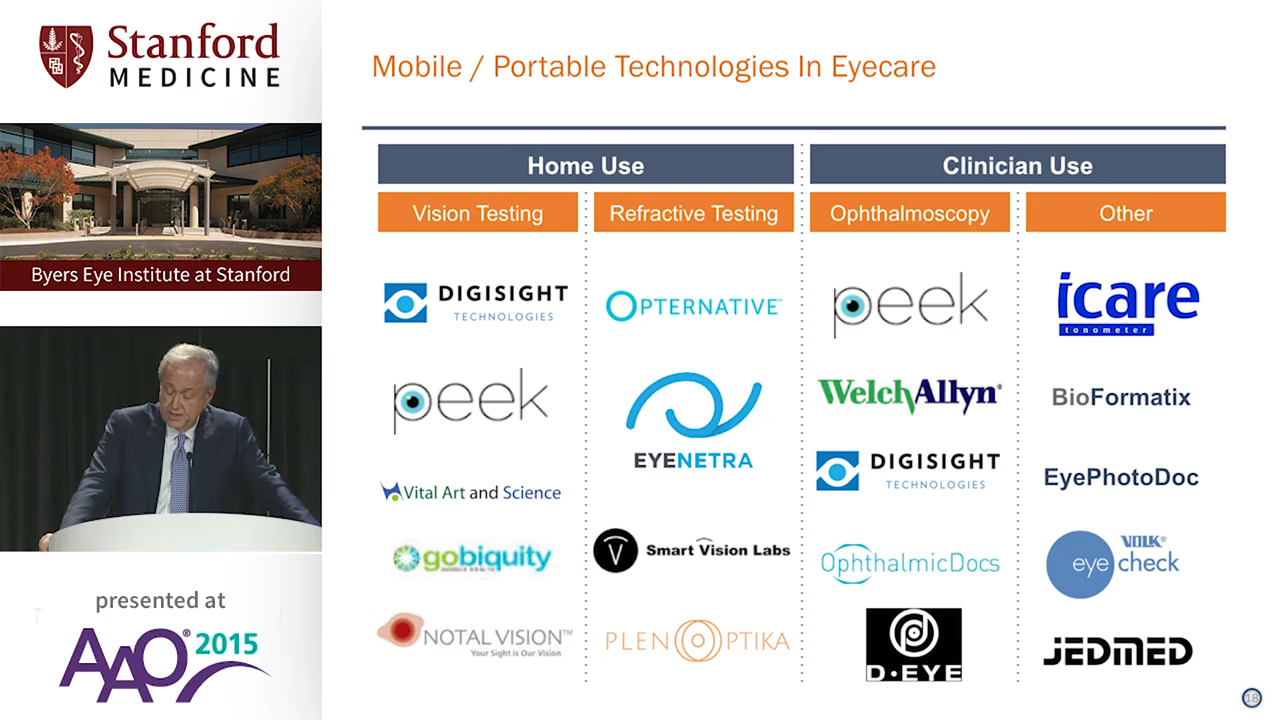 Stanford
MEDICINE
Byers Eye Institute at Stanford
presented at
AAO® 2015
Mobile / Portable Technologies In Eyecare
Home Use
Clinician Use
Vision Testing
Refractive Testing
Ophthalmoscopy
Other
DIGISIGHT
TECHNOLOGIES
peek
Vital Art and Science
gobiquity
NOTAL VISION™
Your Sight is Our Vision
OPTERNATIVE
EYENETRA
Smart Vision Labs
PLENOPTIKA
peek
WelchAllyn®
DIGISIGHT
TECHNOLOGIES
OphthalmicDocs
D·EYE
icare
tonometer
BioFormatix
EyePhotoDoc
VOLK®
eye check
JEDMED
18